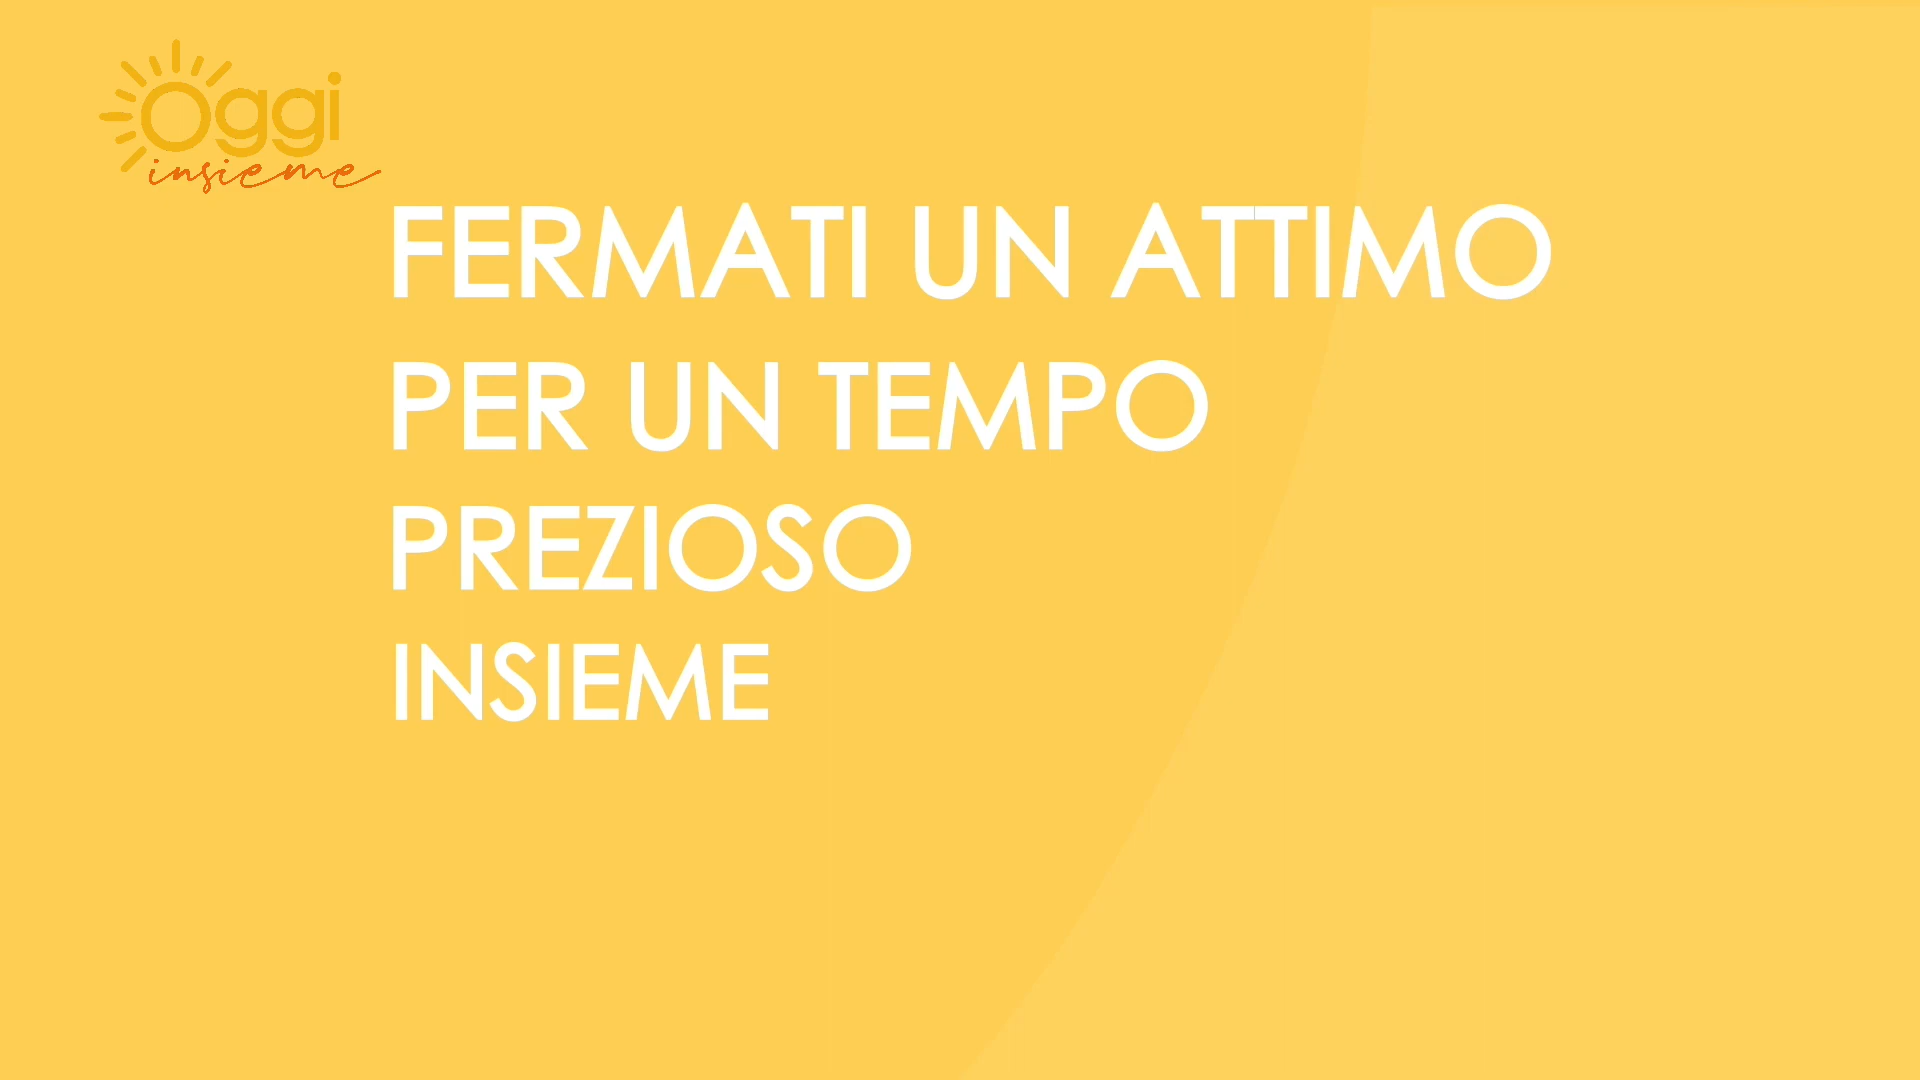 Oggi
insieme
FERMATI UN ATTIMO
PER UN TEMPO
PREZIOSO
INSIEME